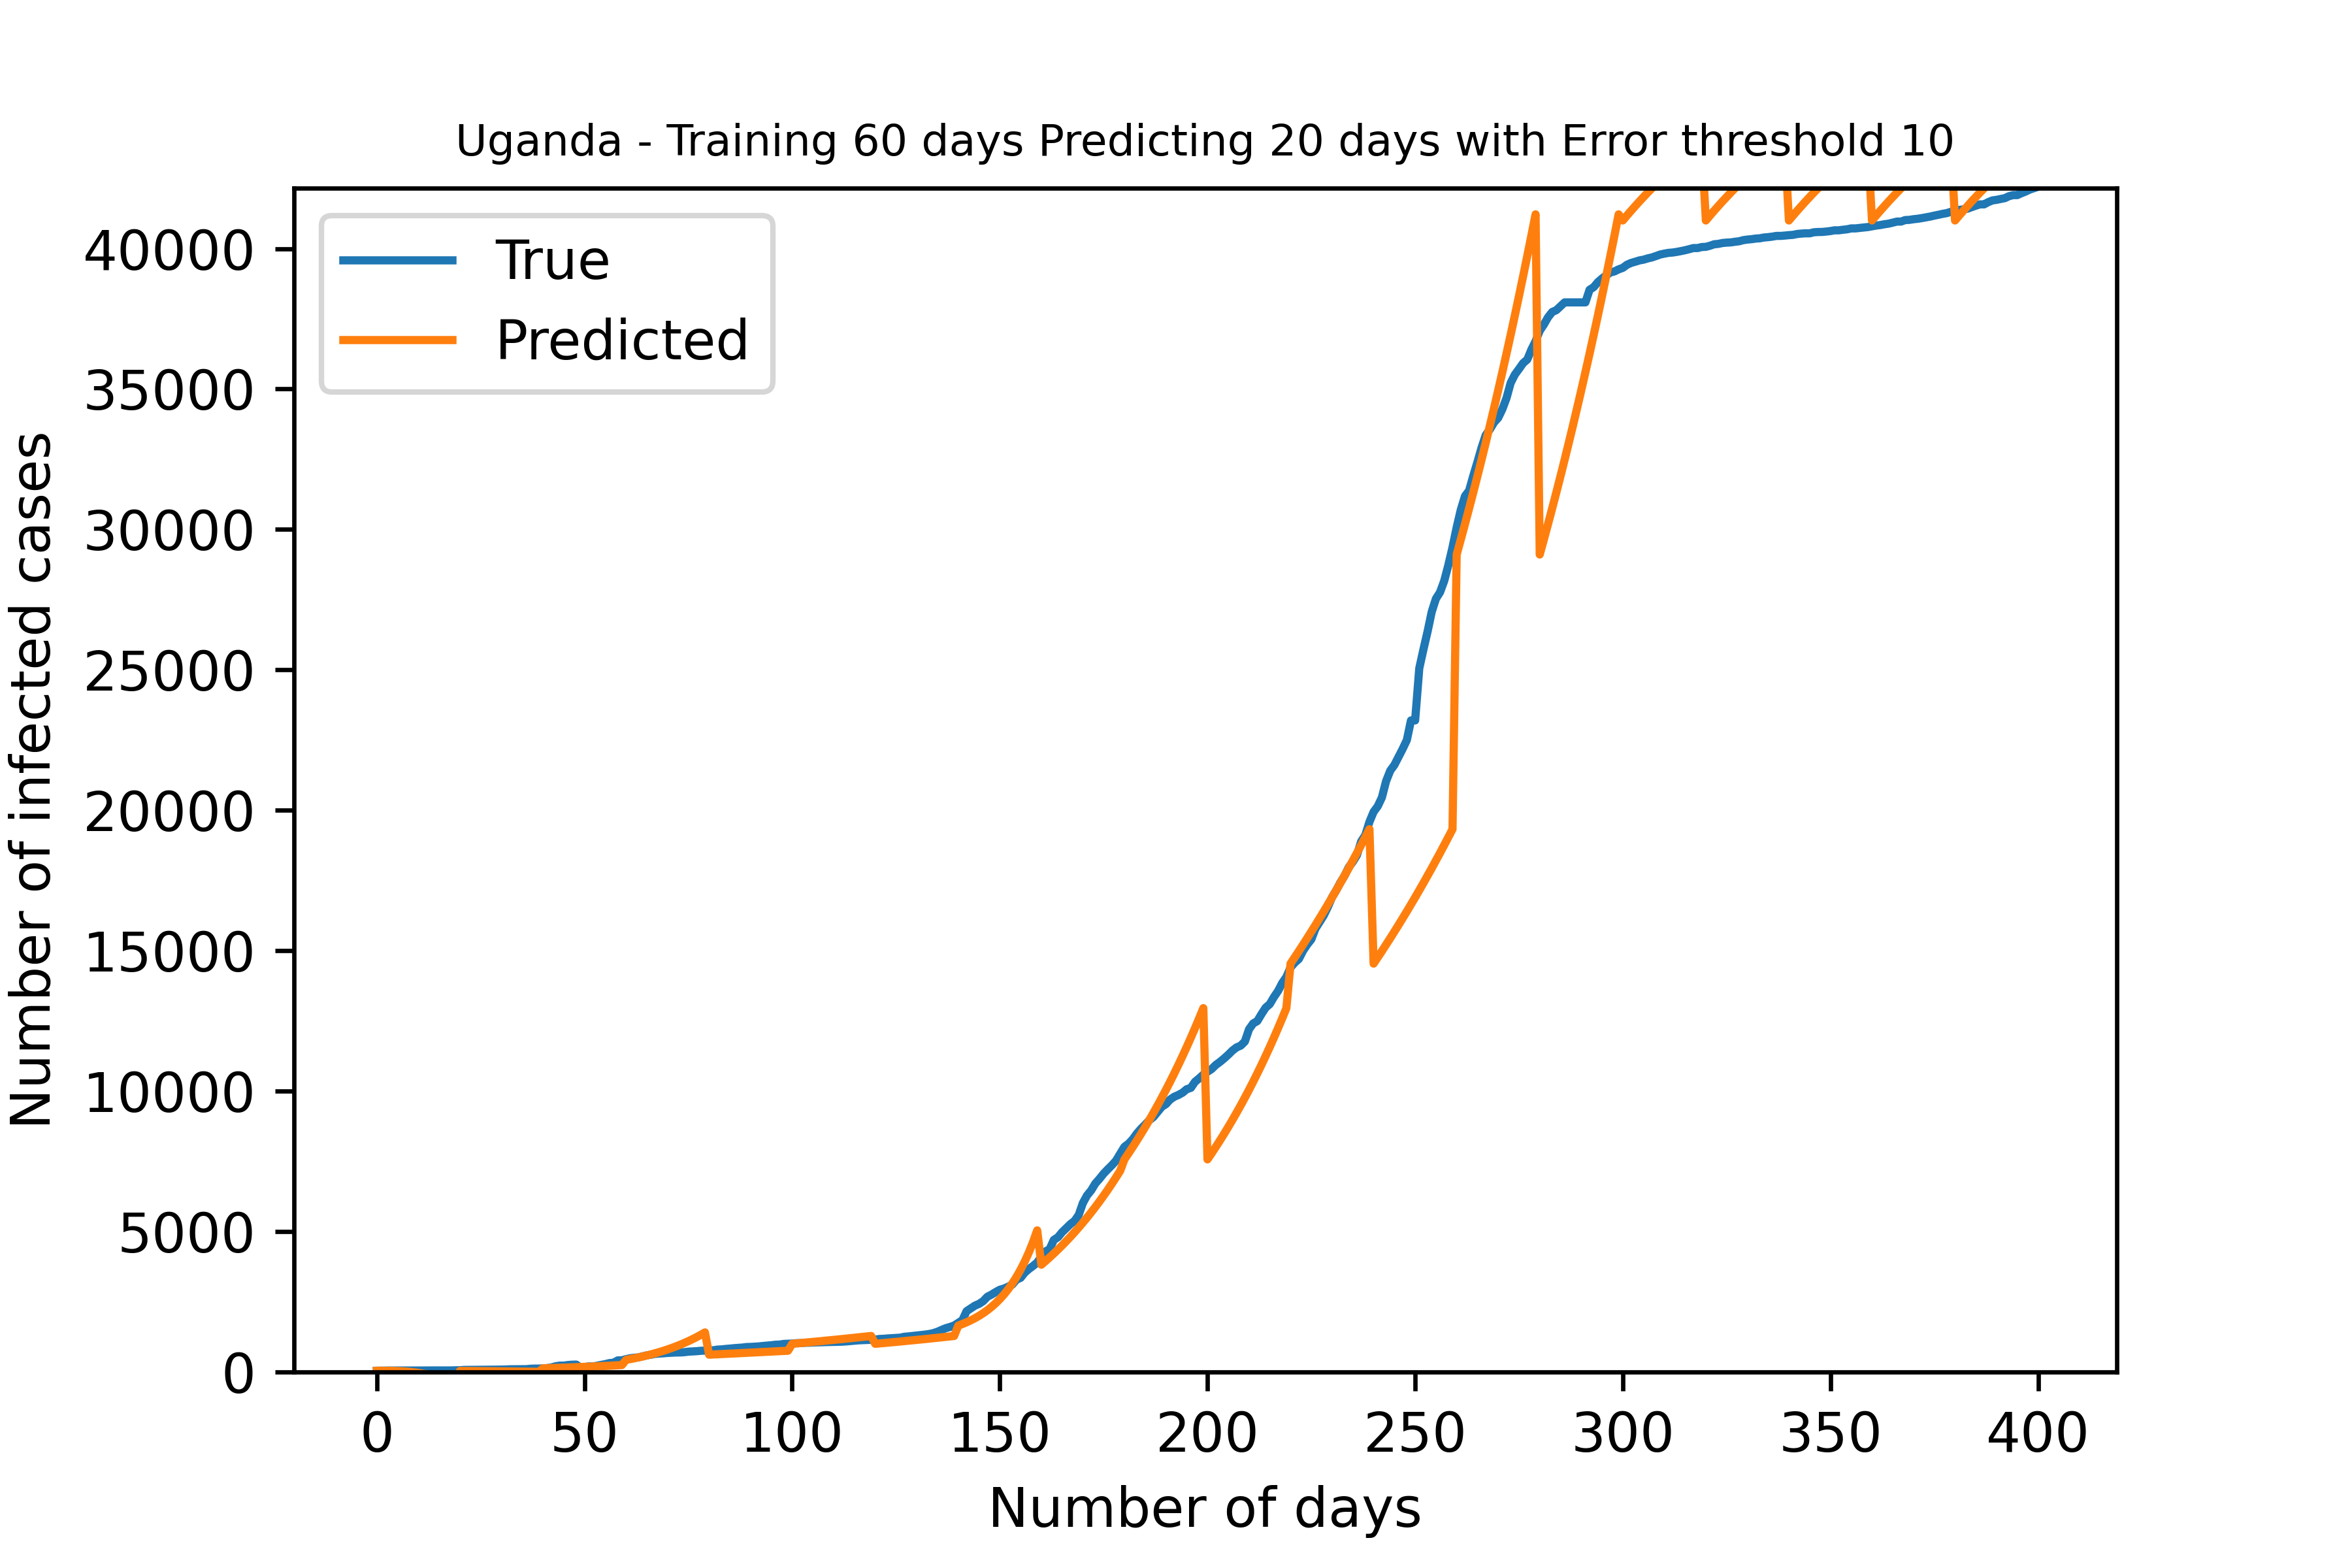 Uganda - Training 60 days Predicting 20 days with Error threshold 10
True
Predicted
Number of infected cases
40000
35000
30000
25000
20000
15000
10000
5000
0
0 50 100 150 200 250 300 350 400
Number of days